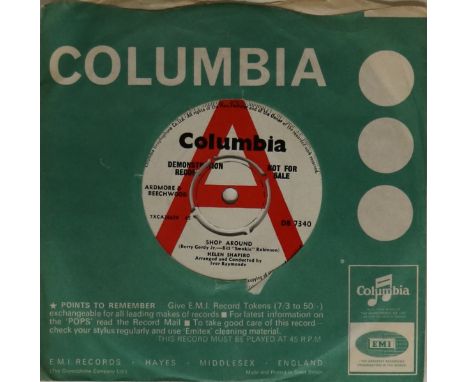 COLUMBIA
Columbia
DEMONSTRATION
RECORD
NOT FOR
SALE
ARDMORE &
BEECHWOOD
DB 7340
SHOP AROUND
(Berry Gordy Jr.—Bill "Smokie" Robinson)
HELEN SHAPIRO
Arranged and Conducted by
Ivor Raymonde
★ POINTS TO REMEMBER Give E.M.I. Record Tokens (7/3 to 50/-)
exchangeable for all leading makes of records ■ For latest information on
the 'POPS' read the Record Mail ■ To take good care of this record
check your stylus regularly and use 'Emitex' cleaning material.
THIS RECORD MUST BE PLAYED AT 45 R.P.M.
E.M.I. RECORDS · HAYES · MIDDLESEX · ENGLAND
(The Gramophone Company Ltd.)
Made and Printed in Great Britain
Columbia
EMI